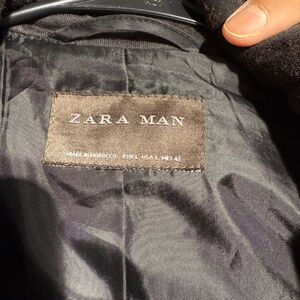 ZARA MAN
MADE IN MOROCCO EUR L USA L MEX 42